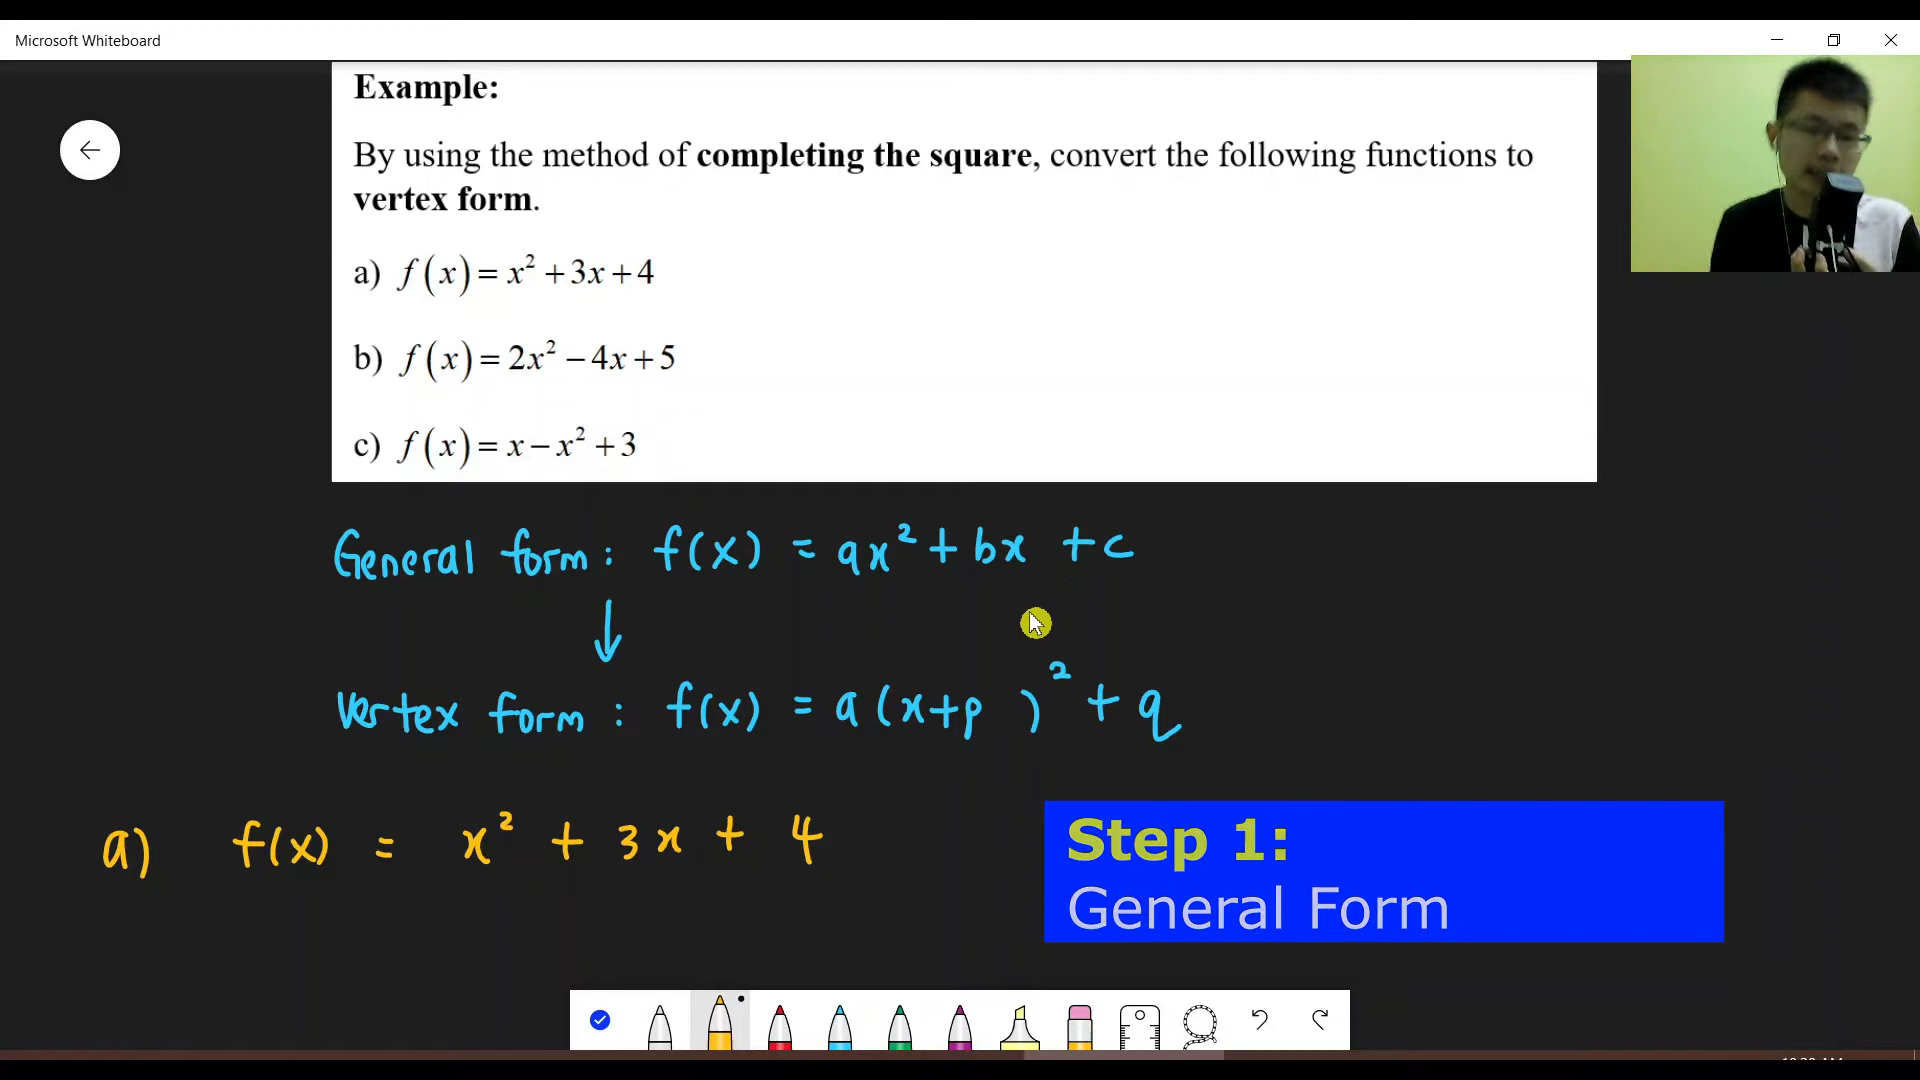 Microsoft Whiteboard
Example:
By using the method of completing the square, convert the following functions to
vertex form.
a) f(x) = x² + 3x + 4
b) f(x) = 2x² − 4x + 5
c) f(x) = x − x² + 3
General form : f(x) = ax² + bx + c
Vertex form : f(x) = a(x+p )² + q
a) f(x) = x² + 3x + 4
Step 1:
General Form